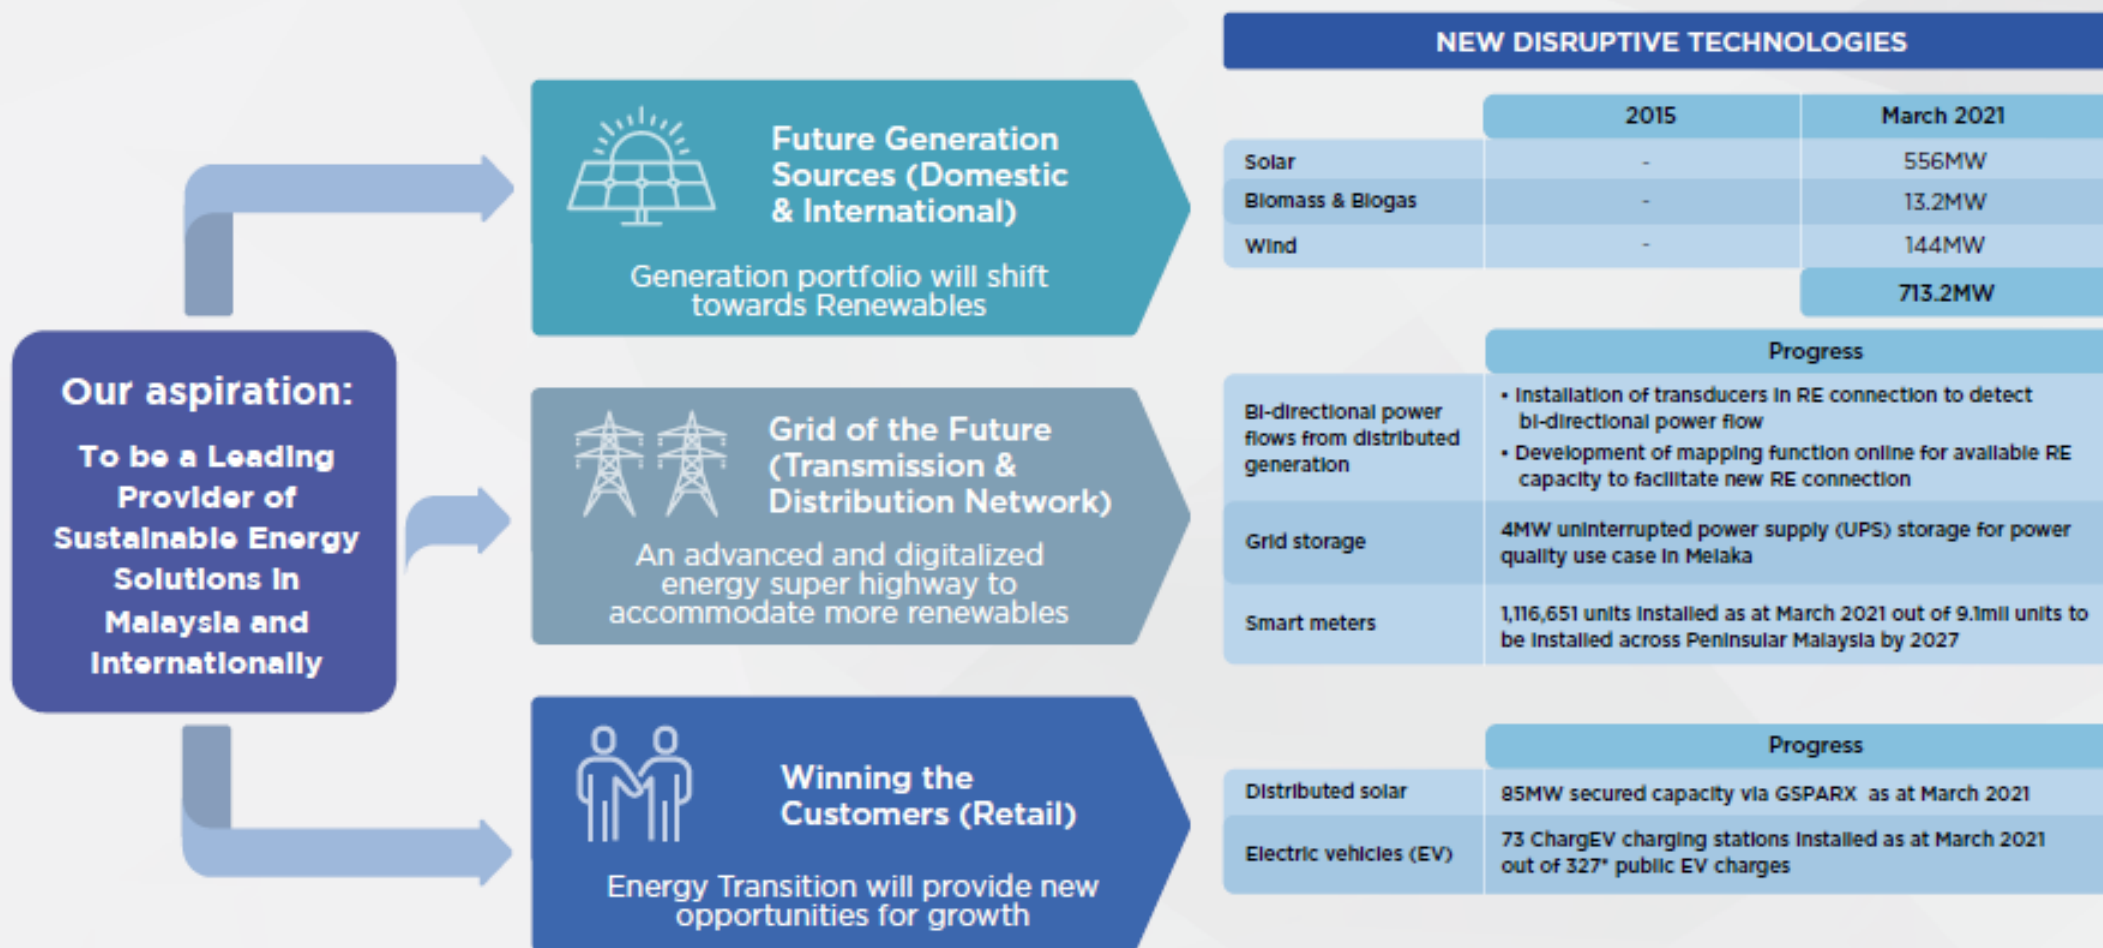 Our aspiration:
To be a Leading
Provider of
Sustainable Energy
Solutions in
Malaysia and
Internationally
Future Generation
Sources (Domestic
& International)
Generation portfolio will shift
towards Renewables
Grid of the Future
(Transmission &
Distribution Network)
An advanced and digitalized
energy super highway to
accommodate more renewables
Winning the
Customers (Retail)
Energy Transition will provide new
opportunities for growth
NEW DISRUPTIVE TECHNOLOGIES
2015 March 2021
Solar - 556MW
Biomass & Biogas - 13.2MW
Wind - 144MW
713.2MW
Progress
Bi-directional power
flows from distributed
generation
• Installation of transducers in RE connection to detect
bi-directional power flow
• Development of mapping function online for available RE
capacity to facilitate new RE connection
Grid storage
4MW uninterrupted power supply (UPS) storage for power
quality use case in Melaka
Smart meters
1,116,651 units installed as at March 2021 out of 9.1mil units to
be installed across Peninsular Malaysia by 2027
Progress
Distributed solar
85MW secured capacity via GSPARX as at March 2021
Electric vehicles (EV)
73 ChargEV charging stations installed as at March 2021
out of 327* public EV charges